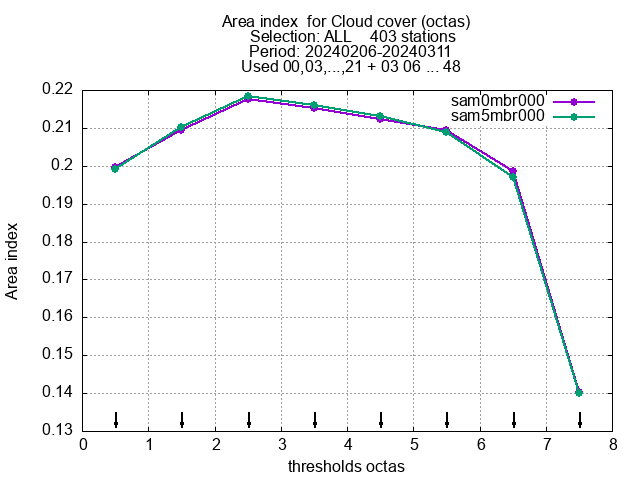 Area index  for Cloud cover (octas)
Selection: ALL    403 stations
Period: 20240206-20240311
Used 00,03,...,21 + 03 06 ... 48
sam0mbr000
sam5mbr000
0.22
0.21
0.2
0.19
0.18
0.17
0.16
0.15
0.14
0.13
Area index
0 1 2 3 4 5 6 7 8
thresholds octas